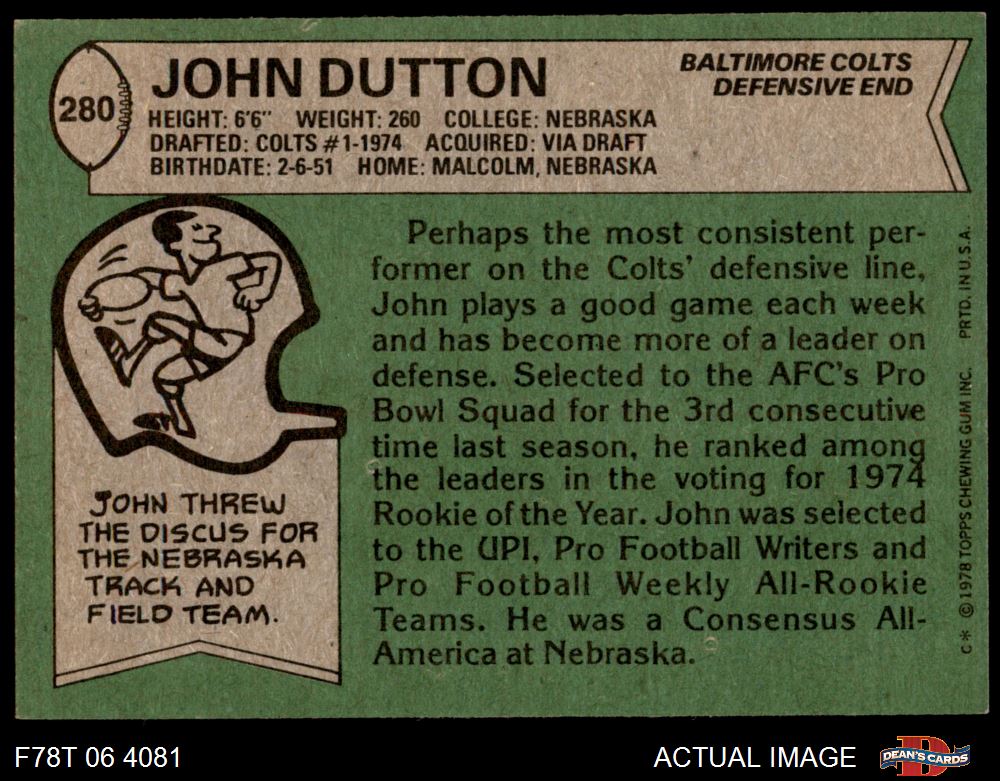 280
JOHN DUTTON
BALTIMORE COLTS
DEFENSIVE END
HEIGHT: 6'6" WEIGHT: 260 COLLEGE: NEBRASKA
DRAFTED: COLTS #1-1974 ACQUIRED: VIA DRAFT
BIRTHDATE: 2-6-51 HOME: MALCOLM, NEBRASKA
Perhaps the most consistent per-
former on the Colts' defensive line,
John plays a good game each week
and has become more of a leader on
defense. Selected to the AFC's Pro
Bowl Squad for the 3rd consecutive
time last season, he ranked among
the leaders in the voting for 1974
Rookie of the Year. John was selected
to the UPI, Pro Football Writers and
Pro Football Weekly All-Rookie
Teams. He was a Consensus All-
America at Nebraska.
JOHN THREW
THE DISCUS FOR
THE NEBRASKA
TRACK AND
FIELD TEAM.
C* © 1978 TOPPS CHEWING GUM INC. PRTD. IN U.S.A.
F78T 06 4081
ACTUAL IMAGE
DEAN'S CARDS